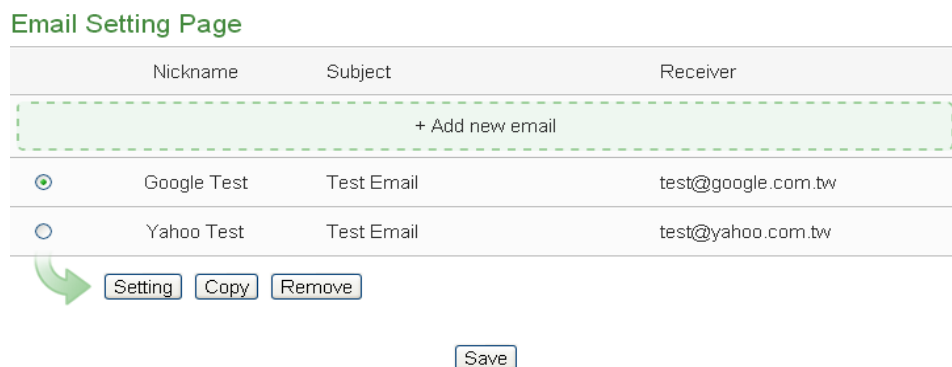 Email Setting Page
Nickname Subject Receiver
+ Add new email
Google Test Test Email test@google.com.tw
Yahoo Test Test Email test@yahoo.com.tw
Setting Copy Remove
Save